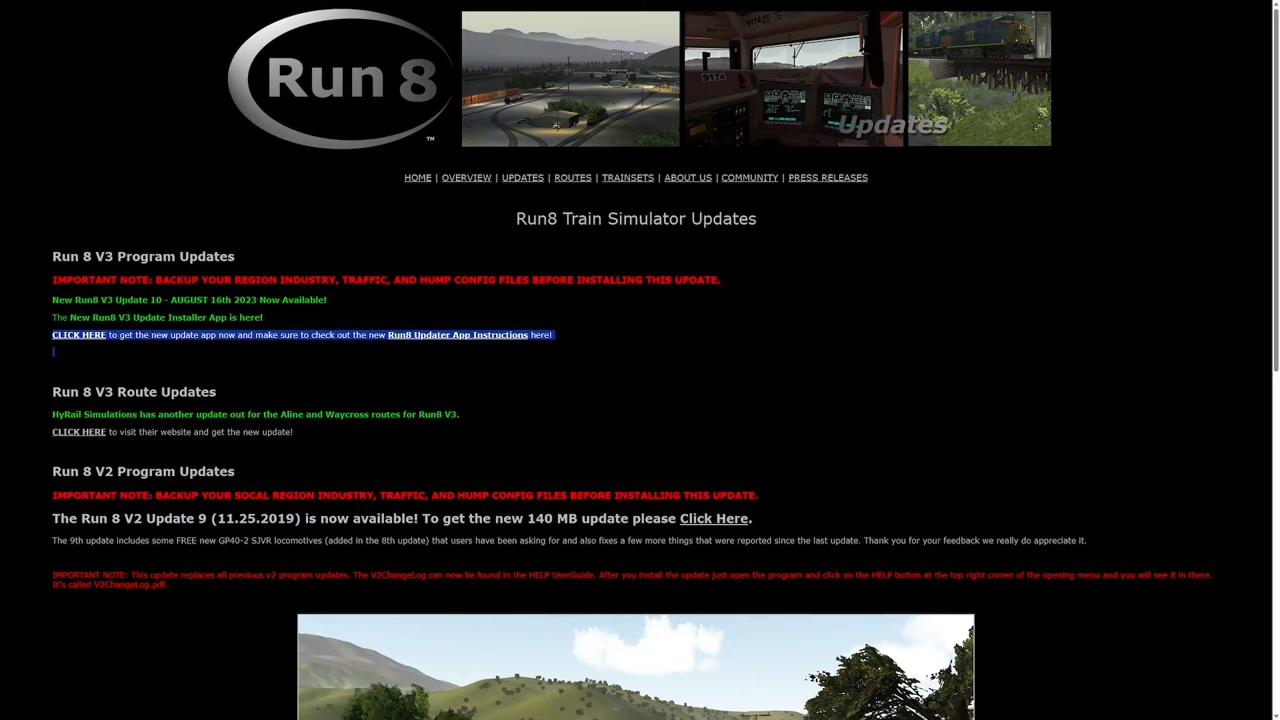 Run 8
™
9174
Updates
HOME | OVERVIEW | UPDATES | ROUTES | TRAINSETS | ABOUT US | COMMUNITY | PRESS RELEASES
Run8 Train Simulator Updates
Run 8 V3 Program Updates
IMPORTANT NOTE: BACKUP YOUR REGION INDUSTRY, TRAFFIC, AND HUMP CONFIG FILES BEFORE INSTALLING THIS UPDATE.
New Run8 V3 Update 10 - AUGUST 16th 2023 Now Available!
The New Run8 V3 Update Installer App is here!
CLICK HERE to get the new update app now and make sure to check out the new Run8 Updater App Instructions here!
Run 8 V3 Route Updates
HyRail Simulations has another update out for the Aline and Waycross routes for Run8 V3.
CLICK HERE to visit their website and get the new update!
Run 8 V2 Program Updates
IMPORTANT NOTE: BACKUP YOUR SOCAL REGION INDUSTRY, TRAFFIC, AND HUMP CONFIG FILES BEFORE INSTALLING THIS UPDATE.
The Run 8 V2 Update 9 (11.25.2019) is now available! To get the new 140 MB update please Click Here.
The 9th update includes some FREE new GP40-2 SJVR locomotives (added in the 8th update) that users have been asking for and also fixes a few more things that were reported since the last update. Thank you for your feedback we really do appreciate it.
IMPORTANT NOTE: This update replaces all previous v2 program updates. The V2ChangeLog can now be found in the HELP UserGuide. After you install the update just open the program and click on the HELP button at the top right corner of the opening menu and you will see it in there.
It's called V2ChangeLog.pdf.